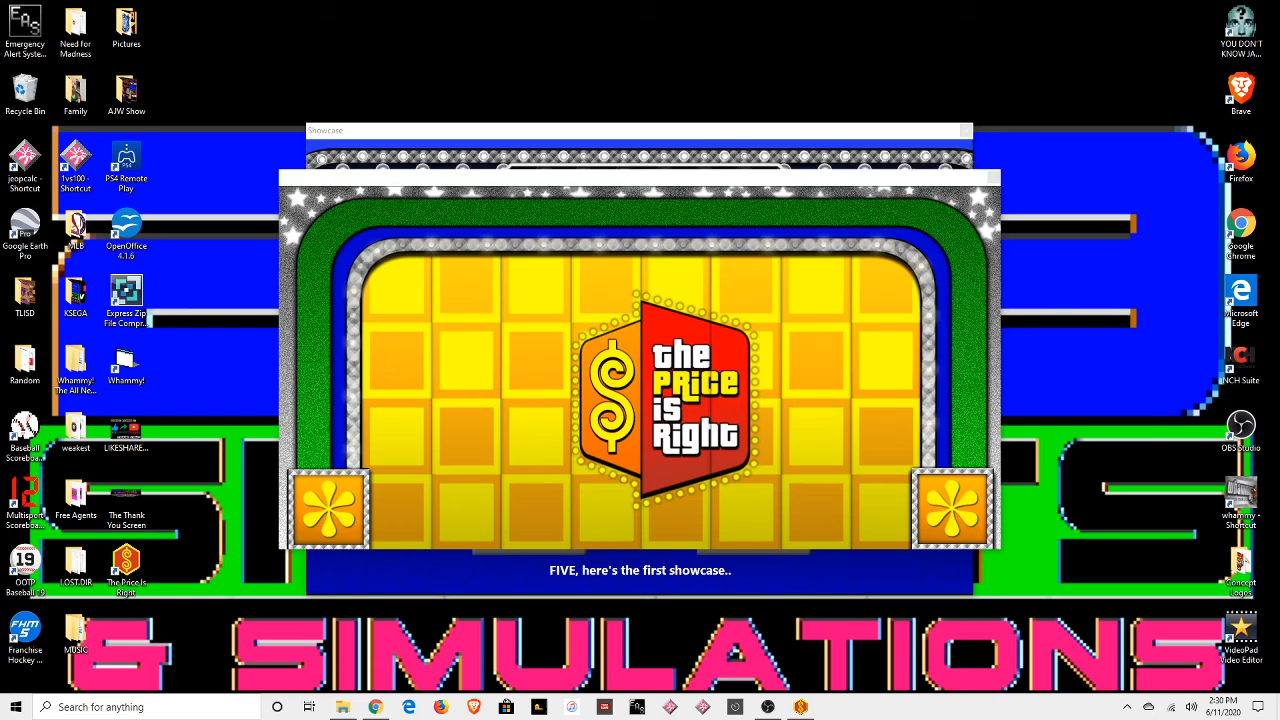 Emergency
Alert Syste...
Need for
Madness
Pictures
YOU DON'T
KNOW JA...
Recycle Bin
Family
AJW Show
Brave
Sophic -
Shortcut
1vs100 -
Shortcut
PS4 Remote
Play
Firefox
Showcase
Google Earth
Pro
MLB
OpenOffice
4.1.6
Google
Chrome
TLISD
KSEGA
Express Zip
File Compr...
Microsoft
Edge
Random
Whammy!
The All Ne...
Whammy!
NCH Suite
the
PRice
is
Right
Baseball
Scoreboa...
weakest
LIKESHARE...
OBS Studio
Multisport
Scoreboa...
Free Agents
The Thank
You Screen
whammy -
Shortcut
OOTP
Baseball 19
LOST.DIR
The Price Is
Right
Concept
Logos
FIVE, here's the first showcase..
Franchise
Hockey ...
MUSIC
VideoPad
Video Editor
& SIMULATIONS
Search for anything
2:30 PM
6/11/2020